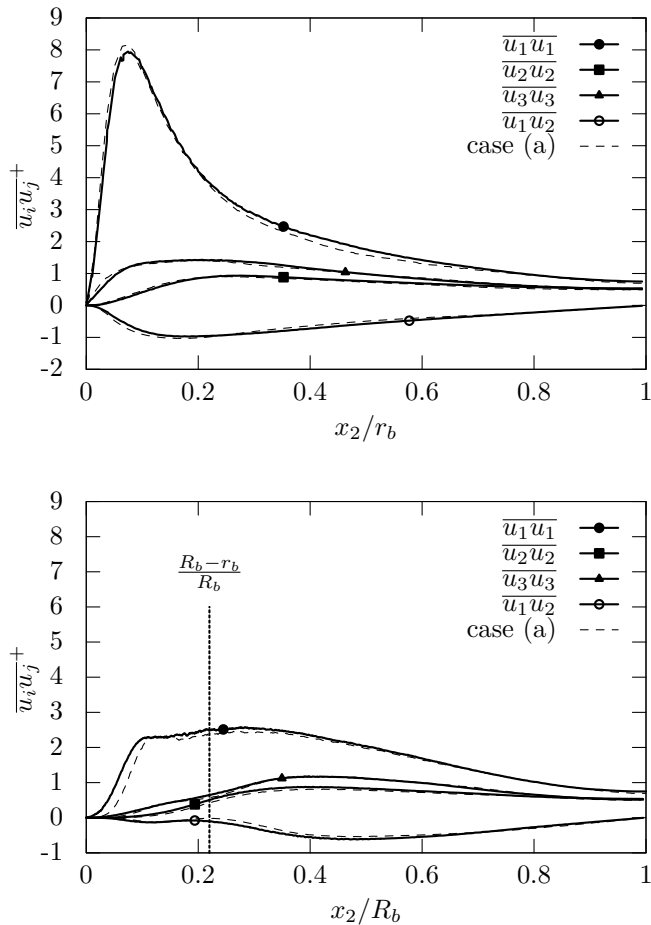 9
8
7
6
5
4
3
2
1
0
-1
-2
u_i u_j^+
u_1u_1
u_2u_2
u_3u_3
u_1u_2
case (a)
0 0.2 0.4 0.6 0.8 1
x_2/r_b
9
8
7
6
5
4
3
2
1
0
-1
u_i u_j^+
R_b−r_b
R_b
u_1u_1
u_2u_2
u_3u_3
u_1u_2
case (a)
0 0.2 0.4 0.6 0.8 1
x_2/R_b